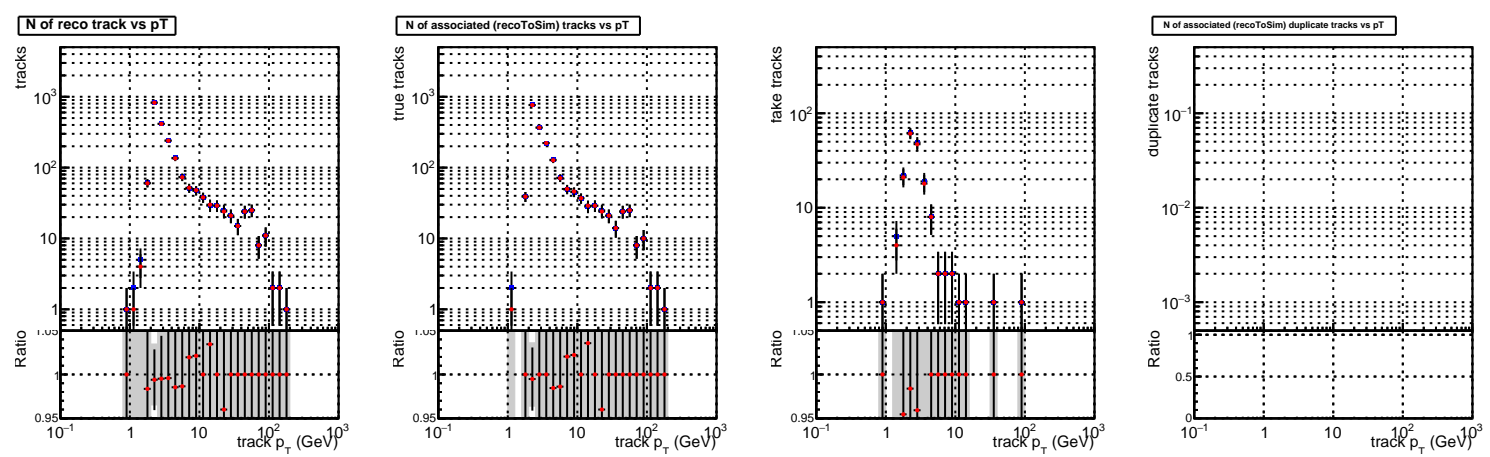 N of reco track vs pT
tracks
10³
10²
10
1
Ratio
1.05
1
0.95
10⁻¹ 1 10 10² 10³
track p_T (GeV)
N of associated (recoToSim) tracks vs pT
true tracks
10³
10²
10
1
Ratio
1.05
1
0.95
10⁻¹ 1 10 10² 10³
track p_T (GeV)
fake tracks
10²
10
1
Ratio
1.05
1
0.95
10⁻¹ 1 10 10² 10³
track p_T (GeV)
N of associated (recoToSim) duplicate tracks vs pT
duplicate tracks
10⁻¹
10⁻²
10⁻³
Ratio
1
0.5
0
10⁻¹ 1 10 10² 10³
track p_T (GeV)